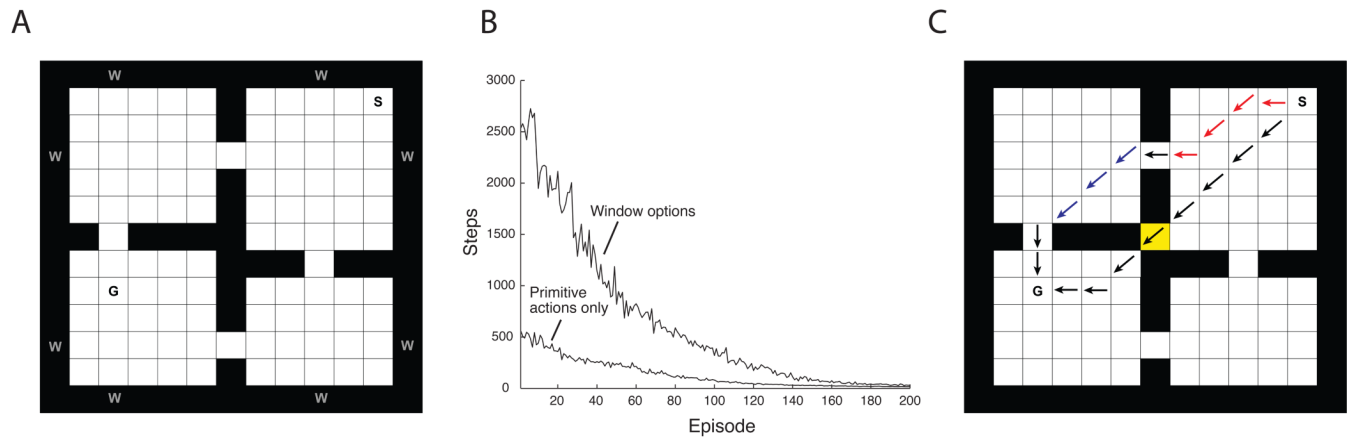 A
B
C
W
W
S
W
W
G
W
W
W
W
3000
2500
2000
1500
1000
500
0
Steps
Window options
Primitive
actions only
20
40
60
80
100
120
140
160
180
200
Episode
S
G